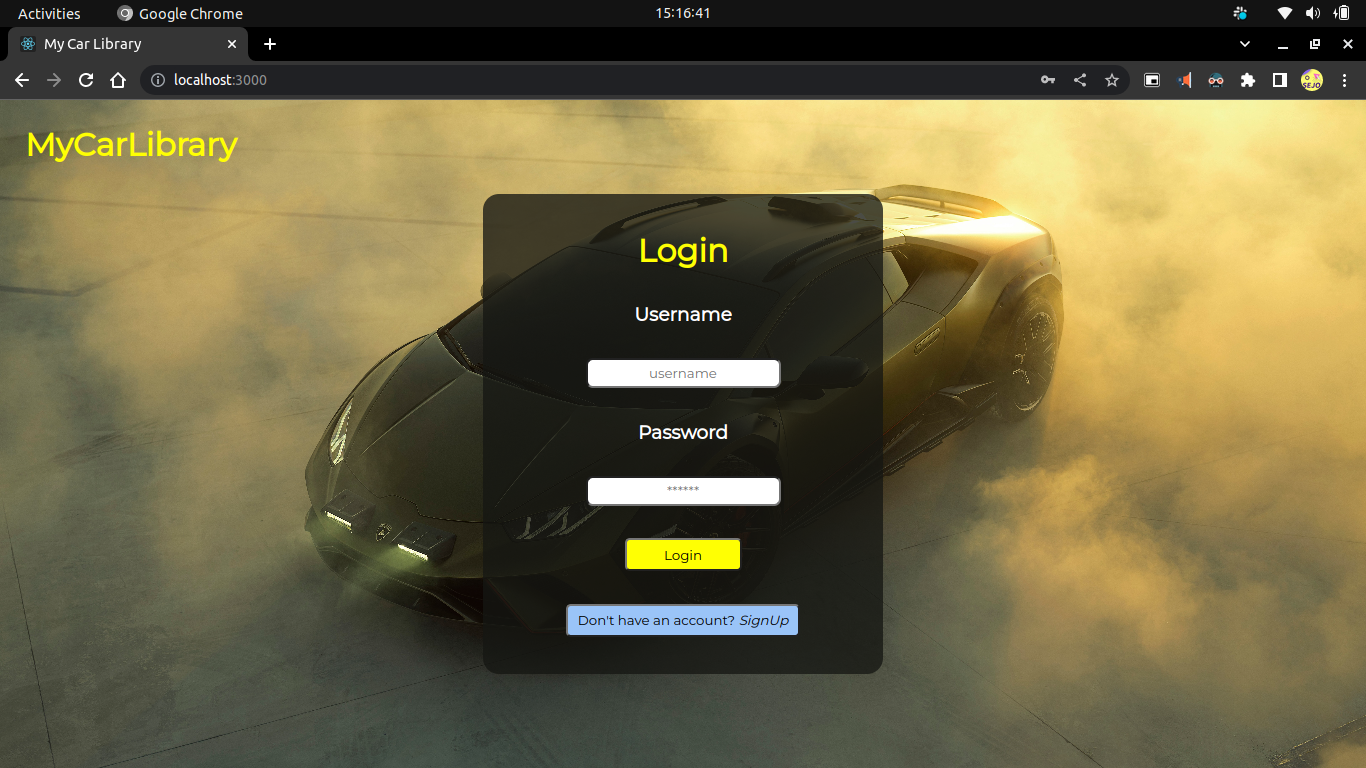 Activities Google Chrome 15:16:41
My Car Library
localhost:3000
SEJO
MyCarLibrary
Login
Username
username
Password
******
Login
Don't have an account? SignUp